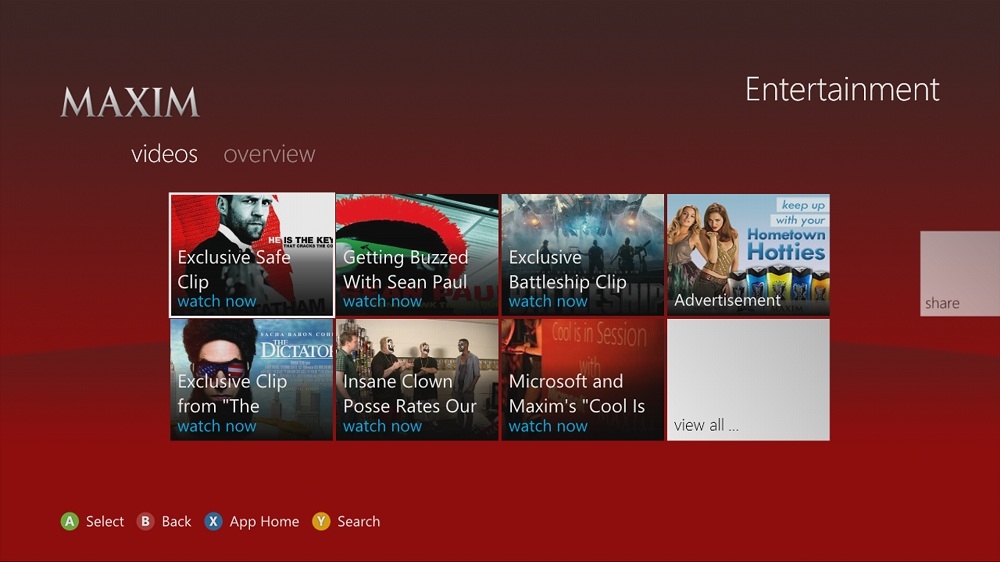 MAXIM
Entertainment
videos overview
HE IS THE KEY
THAT CRACKS THE
Exclusive Safe
Clip
watch now
Getting Buzzed
With Sean Paul
watch now
Exclusive
Battleship Clip
watch now
keep up
with your
Hometown
Hotties
Advertisement
share
SACHA BARON
THE
DICTATOR
Exclusive Clip
from "The
watch now
Insane Clown
Posse Rates Our
watch now
Cool is in Session
with
Microsoft and
Maxim's "Cool Is
watch now
view all ...
A Select B Back X App Home Y Search